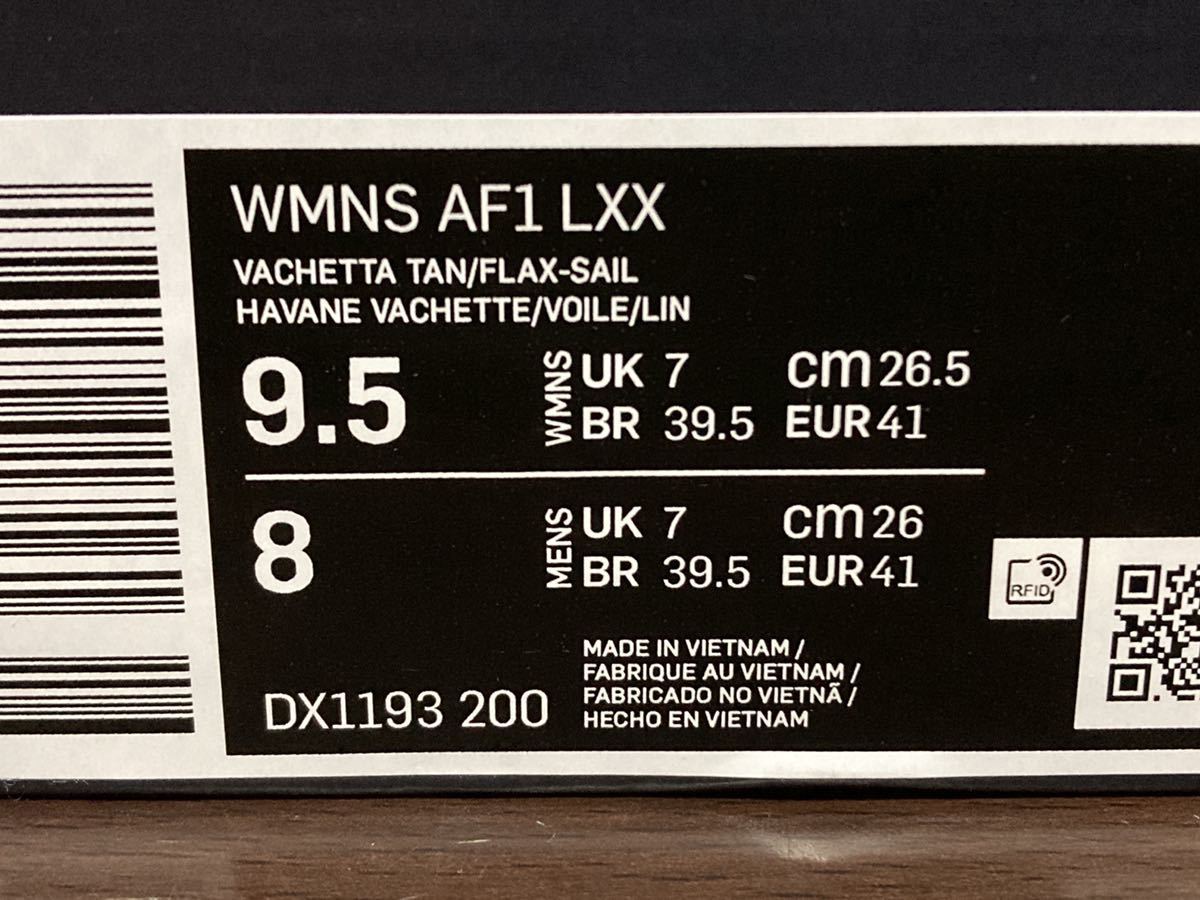 WMNS AF1 LXX
VACHETTA TAN/FLAX-SAIL
HAVANE VACHETTE/VOILE/LIN
9.5 WMNS UK 7 cm 26.5
BR 39.5 EUR 41
8 MENS UK 7 cm 26
BR 39.5 EUR 41
RFID
MADE IN VIETNAM /
FABRIQUE AU VIETNAM /
FABRICADO NO VIETNÃ /
HECHO EN VIETNAM
DX1193 200